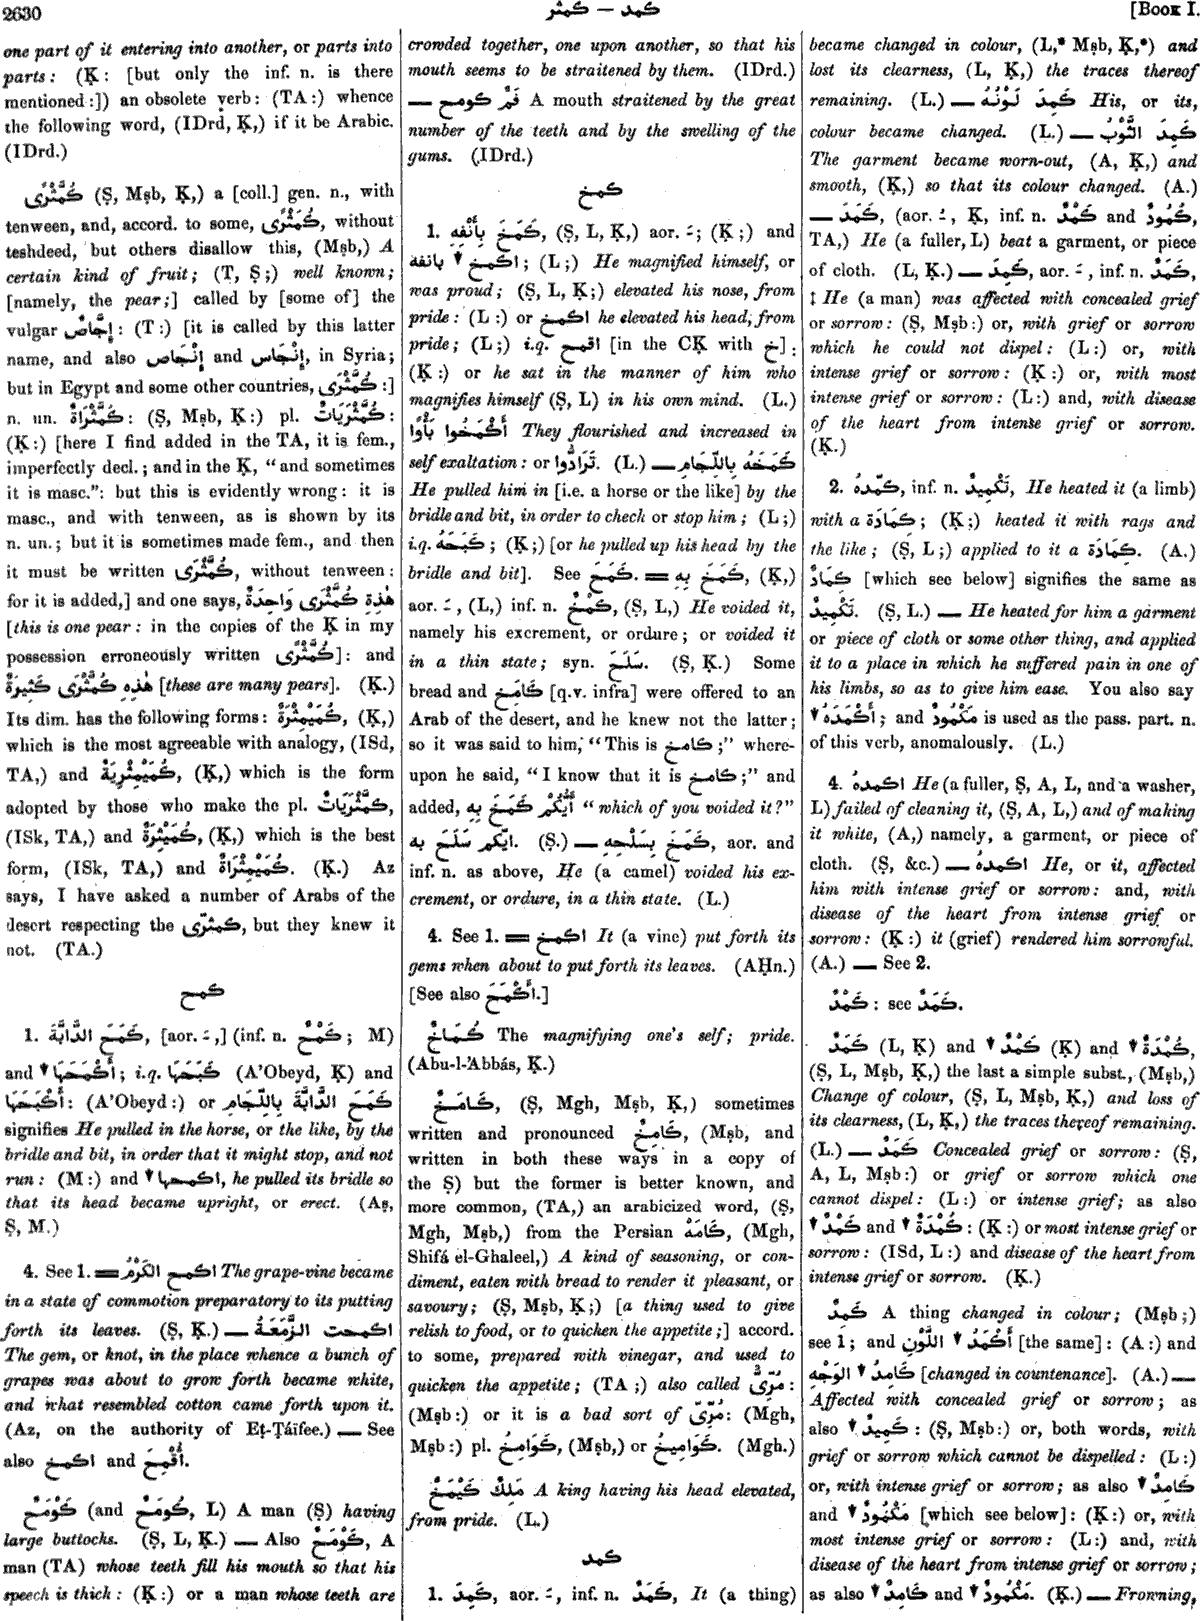 2630
كمد — كمثر
[Book I.
one part of it entering into another, or parts into
parts: (Ḳ: [but only the inf. n. is there
mentioned:]) an obsolete verb: (TA:) whence
the following word, (IDrd, Ḳ,) if it be Arabic.
(IDrd.)
كُمَّثْرًى (Ṣ, Mṣb, Ḳ,) a [coll.] gen. n., with
tenween, and, accord. to some, كُمَثْرًى, without
teshdeed, but others disallow this, (Mṣb,) A
certain kind of fruit; (T, Ṣ;) well known;
[namely, the pear;] called by [some of] the
vulgar إِجَّاصٌ: (T:) [it is called by this latter
name, and also إِنْجَاص and إِنْجَاس, in Syria;
but in Egypt and some other countries, كُمَّثْرَى:]
n. un. كُمَّثْرَاةٌ: (Ṣ, Mṣb, Ḳ:) pl. كُمَّثْرَيَاتٌ:
(Ḳ:) [here I find added in the TA, it is fem.,
imperfectly decl.; and in the Ḳ, “and sometimes
it is masc.”: but this is evidently wrong: it is
masc., and with tenween, as is shown by its
n. un.; but it is sometimes made fem., and then
it must be written كُمَّثْرَى, without tenween:
for it is added,] and one says, هٰذِهِ كُمَّثْرَى وَاحِدَةٌ
[this is one pear: in the copies of the Ḳ in my
possession erroneously written كُمَّثْرًى]: and
هٰذِهِ كُمَّثْرَى كَثِيرَةٌ [these are many pears]. (Ḳ.)
Its dim. has the following forms: كُمَيْمِثْرَةٌ, (Ḳ,)
which is the most agreeable with analogy, (ISd,
TA,) and كُمَيْمِثْرِيَةٌ, (Ḳ,) which is the form
adopted by those who make the pl. كُمَّثْرَيَاتٌ,
(ISk, TA,) and كُمَيْثِرَةٌ, (Ḳ,) which is the best
form, (ISk, TA,) and كُمَيْمِثْرَاةٌ. (Ḳ.) Az
says, I have asked a number of Arabs of the
desert respecting the كمثرّى, but they knew it
not. (TA.)
كمح
1. كَمَحَ الدَّابَّةَ, [aor. ـَ ,] (inf. n. كَمْحٌ; M)
and ▼ أَكْمَحَهَا; i.q. كَبَحَهَا (A'Obeyd, Ḳ) and
أَكْبَحَهَا: (A'Obeyd:) or كَمَحَ الدَّابَّةَ بِاللِّجَامِ
signifies He pulled in the horse, or the like, by the
bridle and bit, in order that it might stop, and not
run: (M:) and ▼ اكمحها, he pulled its bridle so
that its head became upright, or erect. (Aṣ,
Ṣ, M.)
4. See 1. == اكمح الكَرْمُ The grape-vine became
in a state of commotion preparatory to its putting
forth its leaves. (Ṣ, Ḳ.) — اكمحت الزَّمَعَةُ
The gem, or knot, in the place whence a bunch of
grapes was about to grow forth became white,
and what resembled cotton came forth upon it.
(Az, on the authority of Eṭ-Ṭáïfee.) — See
also اكمخ and أُقْمِحَ.
كَوْمَحٌ (and كُومَحٌ, L) A man (Ṣ) having
large buttocks. (Ṣ, L, Ḳ.) — Also كَوْمَحٌ, A
man (TA) whose teeth fill his mouth so that his
speech is thick: (Ḳ:) or a man whose teeth are
crowded together, one upon another, so that his
mouth seems to be straitened by them. (IDrd.)
— فَمٌ كومح A mouth straitened by the great
number of the teeth and by the swelling of the
gums. (IDrd.)
كمخ
1. كَمَخَ بِأَنْفِهِ, (Ṣ, L, Ḳ,) aor. ـَ; (Ḳ;) and
▼ اكمخ بانفه; (L;) He magnified himself, or
was proud; (Ṣ, L, Ḳ;) elevated his nose, from
pride: (L:) or اكمخ he elevated his head, from
pride; (L;) i.q. اقمح [in the CḲ with خ].
(Ḳ:) or he sat in the manner of him who
magnifies himself (Ṣ, L) in his own mind. (L.)
أَكْمَخُوا بَأْوًا They flourished and increased in
self exaltation: or تَرَادُّوا. (L.) — كَمَخَهُ بِاللِّجَامِ
He pulled him in [i.e. a horse or the like] by the
bridle and bit, in order to check or stop him; (L;)
i.q. كَبَحَهُ; (Ḳ;) [or he pulled up his head by the
bridle and bit]. See كَمَحَ. == كَمَخَ بِهِ, (Ḳ,)
aor. ـَ , (L,) inf. n. كَمْخٌ, (Ṣ, L,) He voided it,
namely his excrement, or ordure; or voided it
in a thin state; syn. سَلَحَ. (Ṣ, Ḳ.) Some
bread and كَامَخ [q.v. infra] were offered to an
Arab of the desert, and he knew not the latter;
so it was said to him, “This is كامخ;” where-
upon he said, “I know that it is كامخ;” and
added, أَيُّكُمْ كَمَخَ بِهِ “which of you voided it?”
ايّكم سَلَحَ به. (Ṣ.) — كَمَخَ بِسَلْحِهِ, aor. and
inf. n. as above, He (a camel) voided his ex-
crement, or ordure, in a thin state. (L.)
4. See 1. == اكمخ It (a vine) put forth its
gems when about to put forth its leaves. (AḤn.)
[See also أَكْمَحَ.]
كُمَاخٌ The magnifying one's self; pride.
(Abu-l-'Abbás, Ḳ.)
كَامَخٌ, (Ṣ, Mgh, Mṣb, Ḳ,) sometimes
written and pronounced كَامِخٌ, (Mṣb, and
written in both these ways in a copy of
the Ṣ) but the former is better known, and
more common, (TA,) an arabicized word, (Ṣ,
Mgh, Mṣb,) from the Persian كَامَهْ, (Mgh,
Shifá el-Ghaleel,) A kind of seasoning, or con-
diment, eaten with bread to render it pleasant, or
savoury; (Ṣ, Mṣb, Ḳ;) [a thing used to give
relish to food, or to quicken the appetite;] accord.
to some, prepared with vinegar, and used to
quicken the appetite; (TA;) also called مُرِّىٌّ:
(Mṣb:) or it is a bad sort of مُرِّىّ: (Mgh,
Mṣb:) pl. كَوَامِخُ, (Mṣb,) or كَوَامِيخُ. (Mgh.)
مَلِكٌ كَيْمَخٌ A king having his head elevated,
from pride. (L.)
كمد
1. كَمِدَ, aor. ـَ, inf. n. كَمَدٌ, It (a thing)
became changed in colour, (L,* Mṣb, Ḳ,*) and
lost its clearness, (L, Ḳ,) the traces thereof
remaining. (L.) — كَمِدَ لَوْنُهُ His, or its,
colour became changed. (L.) — كَمِدَ الثَّوْبُ
The garment became worn-out, (A, Ḳ,) and
smooth, (Ḳ,) so that its colour changed. (A.)
— كَمَدَ, (aor. ـُ, Ḳ, inf. n. كَمْدٌ and كُمُودٌ,
TA,) He (a fuller, L) beat a garment, or piece
of cloth. (L, Ḳ.) — كَمِدَ, aor. ـَ , inf. n. كَمَدٌ,
‡ He (a man) was affected with concealed grief
or sorrow: (Ṣ, Mṣb:) or, with grief or sorrow
which he could not dispel: (L:) or, with
intense grief or sorrow: (Ḳ:) or, with most
intense grief or sorrow: (L:) and, with disease
of the heart from intense grief or sorrow.
(Ḳ.)
2. كمّدهُ, inf. n. تَكْمِيدٌ, He heated it (a limb)
with a كِمَادَة; (Ḳ;) heated it with rags and
the like; (Ṣ, L;) applied to it a كِمَادَة. (A.)
كِمَادٌ [which see below] signifies the same as
تَكْمِيدٌ. (Ṣ, L.) — He heated for him a garment
or piece of cloth or some other thing, and applied
it to a place in which he suffered pain in one of
his limbs, so as to give him ease. You also say
▼ أَكْمَدَهُ; and مَكْمُودٌ is used as the pass. part. n.
of this verb, anomalously. (L.)
4. اكمدهُ He (a fuller, Ṣ, A, L, and a washer,
L) failed of cleaning it, (Ṣ, A, L,) and of making
it white, (A,) namely, a garment, or piece of
cloth. (Ṣ, &c.) — اكمدهُ He, or it, affected
him with intense grief or sorrow: and, with
disease of the heart from intense grief or
sorrow: (Ḳ:) it (grief) rendered him sorrowful.
(A.) — See 2.
كَمْدٌ: see كَمَدٌ.
كَمَدٌ (L, Ḳ) and ▼ كَمْدٌ (Ḳ) and ▼ كُمْدَةٌ,
(Ṣ, L, Mṣb, Ḳ,) the last a simple subst., (Mṣb,)
Change of colour, (Ṣ, L, Mṣb, Ḳ,) and loss of
its clearness, (L, Ḳ,) the traces thereof remaining.
(L.) — كَمَدٌ Concealed grief or sorrow: (Ṣ,
A, L, Mṣb:) or grief or sorrow which one
cannot dispel: (L:) or intense grief; as also
▼ كَمْدٌ and ▼ كُمْدَةٌ: (Ḳ:) or most intense grief or
sorrow: (ISd, L:) and disease of the heart from
intense grief or sorrow. (Ḳ.)
كَمِدٌ A thing changed in colour; (Mṣb;)
see 1; and أَكْمَدُ ▼ اللَّوْنِ [the same]: (A:) and
كَامِدُ ▼ الوَجْهِ [changed in countenance]. (A.) —
Affected with concealed grief or sorrow; as
also ▼ كَمِيدٌ: (Ṣ, Mṣb:) or, both words, with
grief or sorrow which cannot be dispelled: (L:)
or, with intense grief or sorrow; as also ▼ كَامِدٌ
and ▼ مَكْمُودٌ [which see below]: (Ḳ:) or, with
most intense grief or sorrow: (L:) and, with
disease of the heart from intense grief or sorrow;
as also ▼ كَامِدٌ and ▼ مَكْمُودٌ. (Ḳ.) — Frowning,